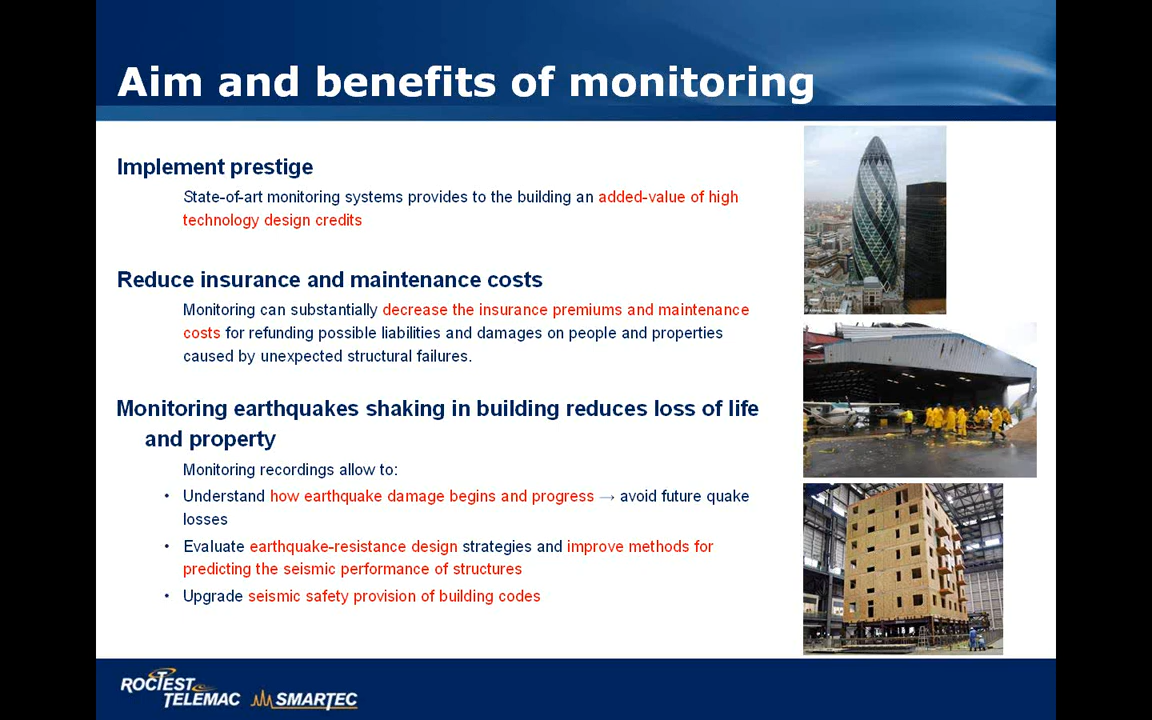 Aim and benefits of monitoring
Implement prestige
State-of-art monitoring systems provides to the building an added-value of high
technology design credits
Reduce insurance and maintenance costs
Monitoring can substantially decrease the insurance premiums and maintenance
costs for refunding possible liabilities and damages on people and properties
caused by unexpected structural failures.
Monitoring earthquakes shaking in building reduces loss of life
and property
Monitoring recordings allow to:
• Understand how earthquake damage begins and progress → avoid future quake
losses
• Evaluate earthquake-resistance design strategies and improve methods for
predicting the seismic performance of structures
• Upgrade seismic safety provision of building codes
ROCTEST
TELEMAC
SMARTEC